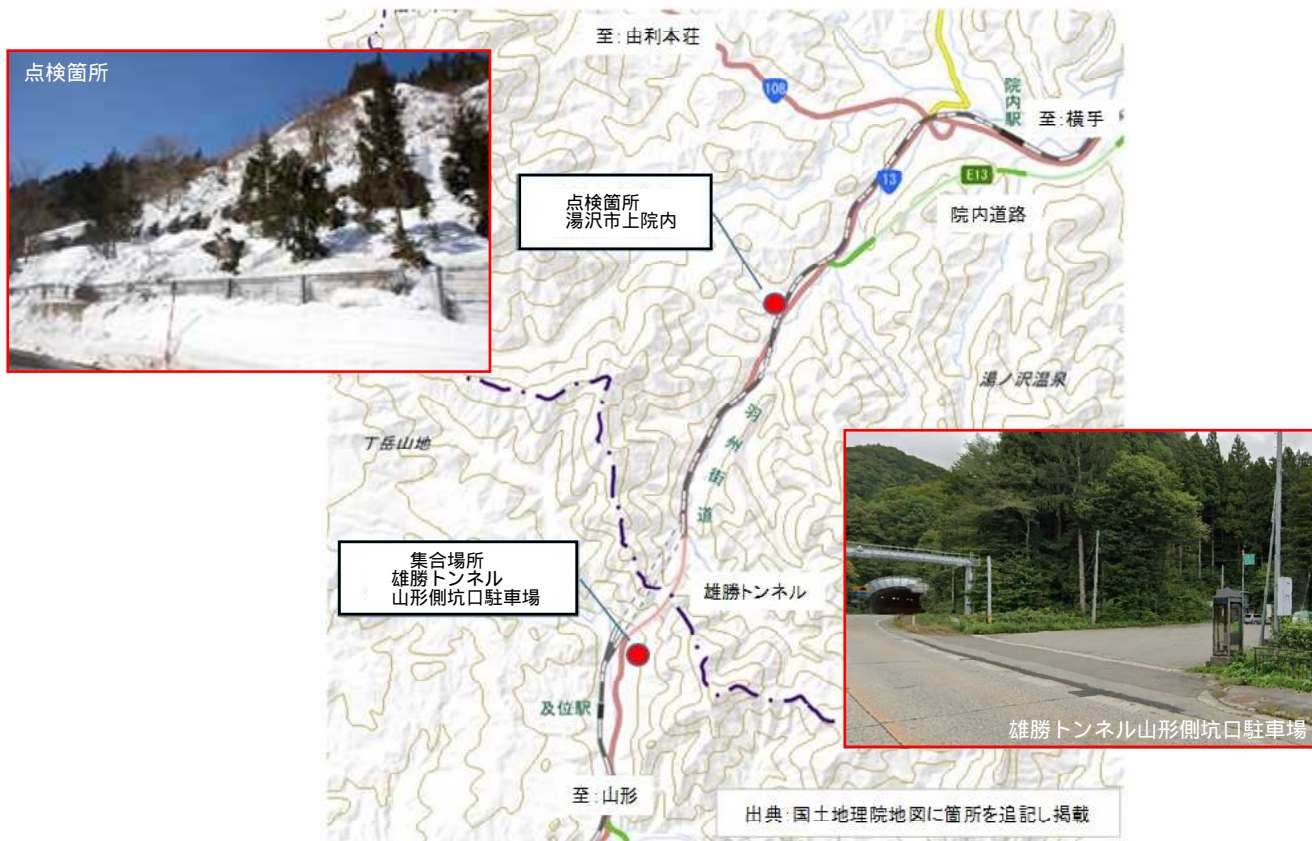 至:由利本荘
点検箇所
108
院内駅
至:横手
13
E13
院内道路
点検箇所
湯沢市上院内
湯ノ沢温泉
羽州街道
丁岳山地
集合場所
雄勝トンネル
山形側坑口駐車場
雄勝トンネル
及位駅
雄勝トンネル山形側坑口駐車場
至:山形
出典:国土地理院地図に箇所を追記し掲載